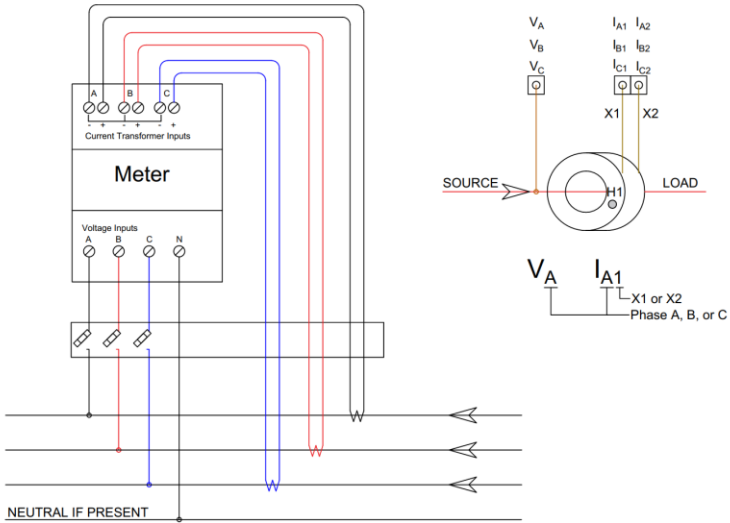 A B C
- + - + - +
Current Transformer Inputs
Meter
Voltage Inputs
A B C N
NEUTRAL IF PRESENT
VA IA1 IA2
VB IB1 IB2
VC IC1 IC2
X1 X2
SOURCE H1 LOAD
VA IA1
X1 or X2
Phase A, B, or C